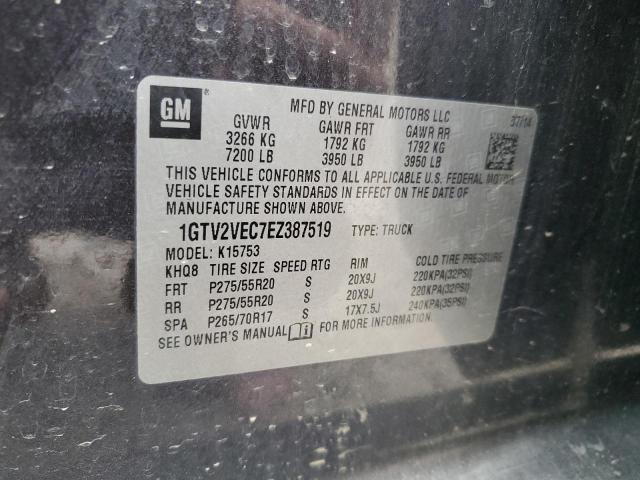 GM
MFD BY GENERAL MOTORS LLC
GVWR GAWR FRT GAWR RR
3266 KG 1792 KG 1792 KG
7200 LB 3950 LB 3950 LB
THIS VEHICLE CONFORMS TO ALL APPLICABLE U.S. FEDERAL MOTOR
VEHICLE SAFETY STANDARDS IN EFFECT ON THE DATE OF
MANUFACTURE SHOWN ABOVE.
1GTV2VEC7EZ387519 TYPE: TRUCK
MODEL: K15753
KHQ8 TIRE SIZE SPEED RTG RIM COLD TIRE PRESSURE
FRT P275/55R20 S 20X9J 220KPA(32PSI)
RR P275/55R20 S 20X9J 220KPA(32PSI)
SPA P265/70R17 S 17X7.5J 240KPA(35PSI)
SEE OWNER'S MANUAL FOR MORE INFORMATION.